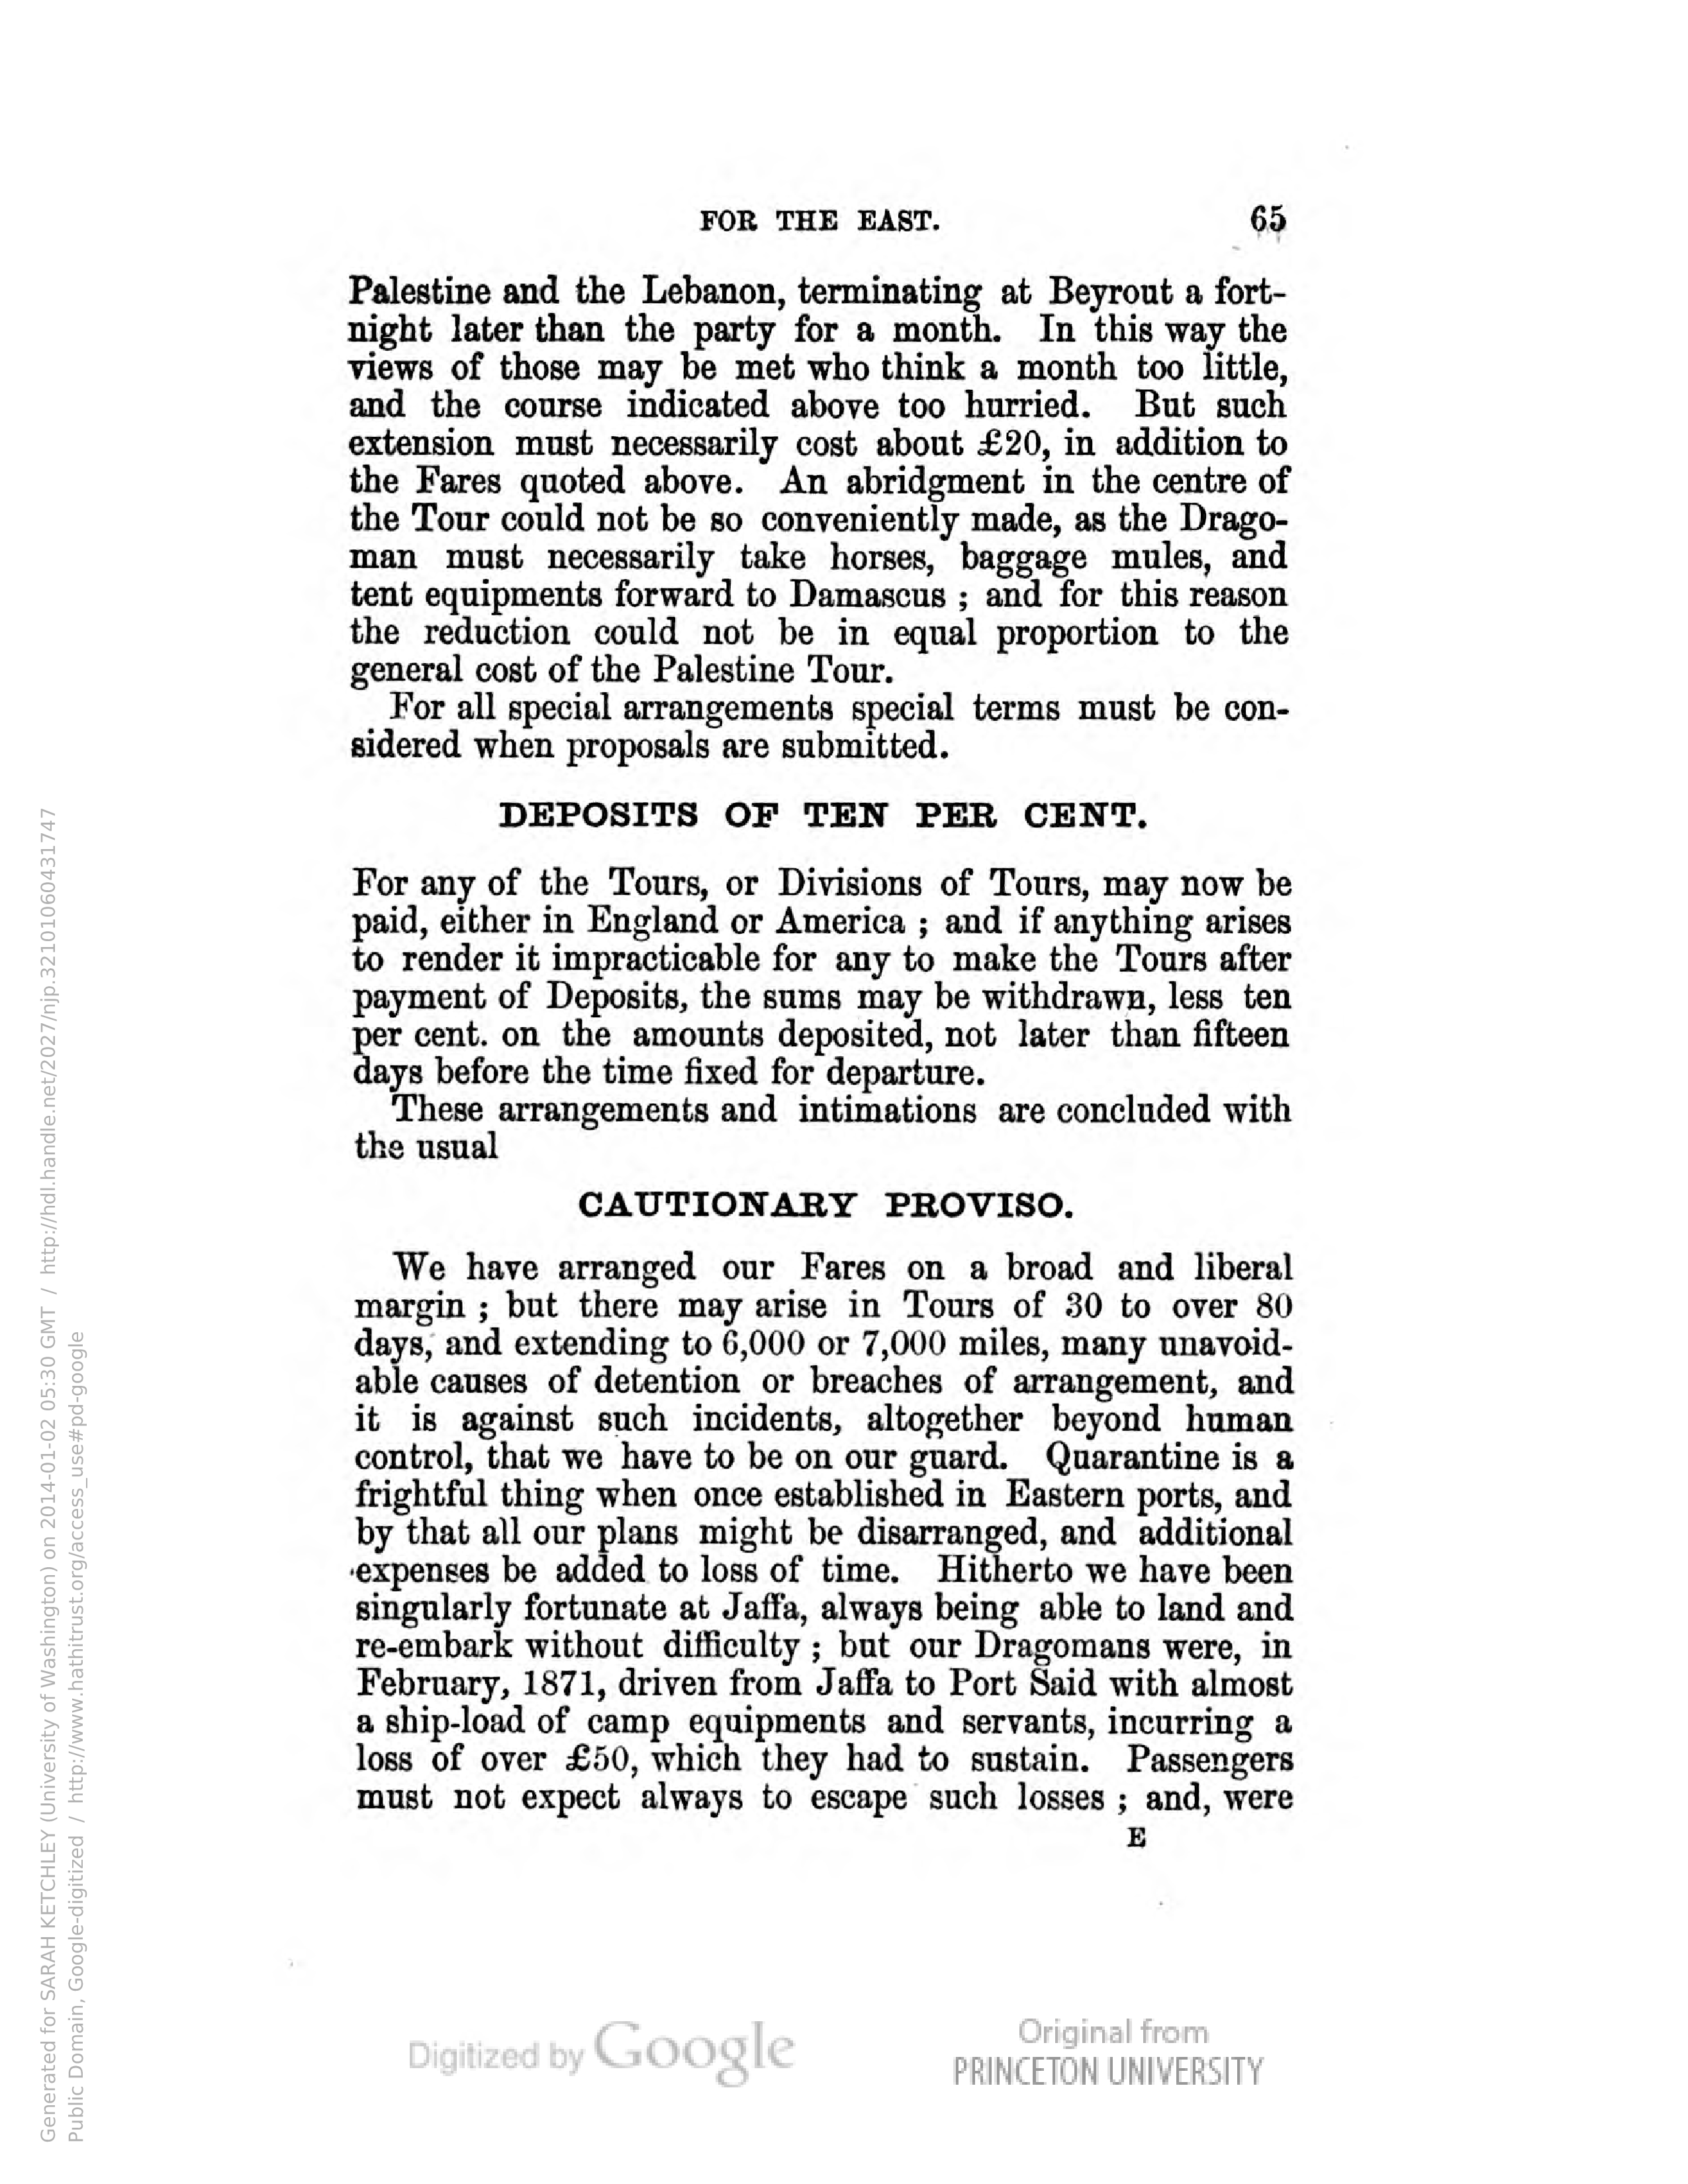 FOR THE EAST. 65
Palestine and the Lebanon, terminating at Beyrout a fort-
night later than the party for a month. In this way the
views of those may be met who think a month too little,
and the course indicated above too hurried. But such
extension must necessarily cost about £20, in addition to
the Fares quoted above. An abridgment in the centre of
the Tour could not be so conveniently made, as the Drago-
man must necessarily take horses, baggage mules, and
tent equipments forward to Damascus ; and for this reason
the reduction could not be in equal proportion to the
general cost of the Palestine Tour.
For all special arrangements special terms must be con-
sidered when proposals are submitted.
DEPOSITS OF TEN PER CENT.
For any of the Tours, or Divisions of Tours, may now be
paid, either in England or America ; and if anything arises
to render it impracticable for any to make the Tours after
payment of Deposits, the sums may be withdrawn, less ten
per cent. on the amounts deposited, not later than fifteen
days before the time fixed for departure.
These arrangements and intimations are concluded with
the usual
CAUTIONARY PROVISO.
We have arranged our Fares on a broad and liberal
margin ; but there may arise in Tours of 30 to over 80
days, and extending to 6,000 or 7,000 miles, many unavoid-
able causes of detention or breaches of arrangement, and
it is against such incidents, altogether beyond human
control, that we have to be on our guard. Quarantine is a
frightful thing when once established in Eastern ports, and
by that all our plans might be disarranged, and additional
expenses be added to loss of time. Hitherto we have been
singularly fortunate at Jaffa, always being able to land and
re-embark without difficulty ; but our Dragomans were, in
February, 1871, driven from Jaffa to Port Said with almost
a ship-load of camp equipments and servants, incurring a
loss of over £50, which they had to sustain. Passengers
must not expect always to escape such losses ; and, were
E
Digitized by Google
Original from
PRINCETON UNIVERSITY
Generated for SARAH KETCHLEY (University of Washington) on 2014-01-02 05:30 GMT / http://hdl.handle.net/2027/njp.32101060431747
Public Domain, Google-digitized / http://www.hathitrust.org/access_use#pd-google